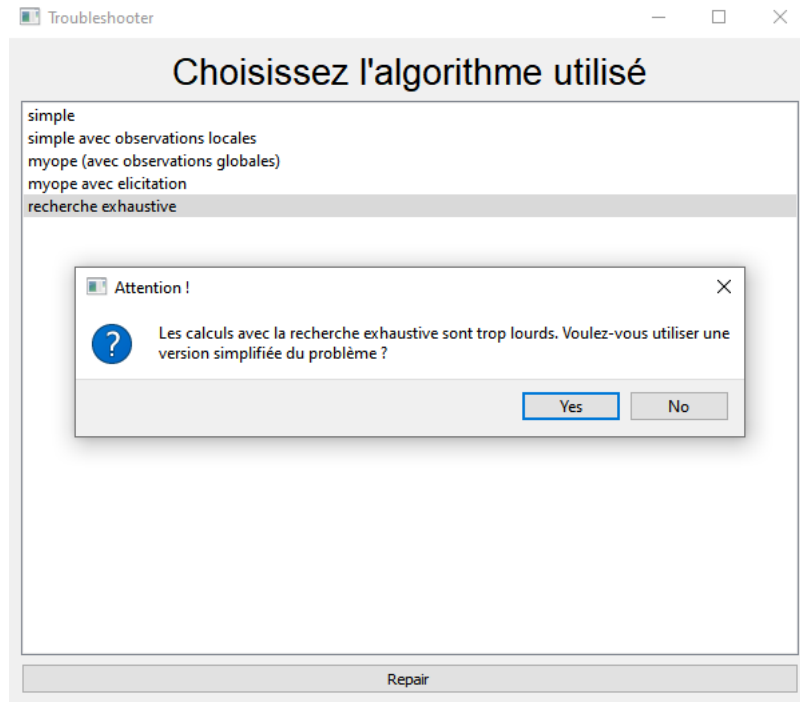 Troubleshooter
Choisissez l'algorithme utilisé
simple
simple avec observations locales
myope (avec observations globales)
myope avec elicitation
recherche exhaustive
Attention !
Les calculs avec la recherche exhaustive sont trop lourds. Voulez-vous utiliser une
version simplifiée du problème ?
Yes No
Repair